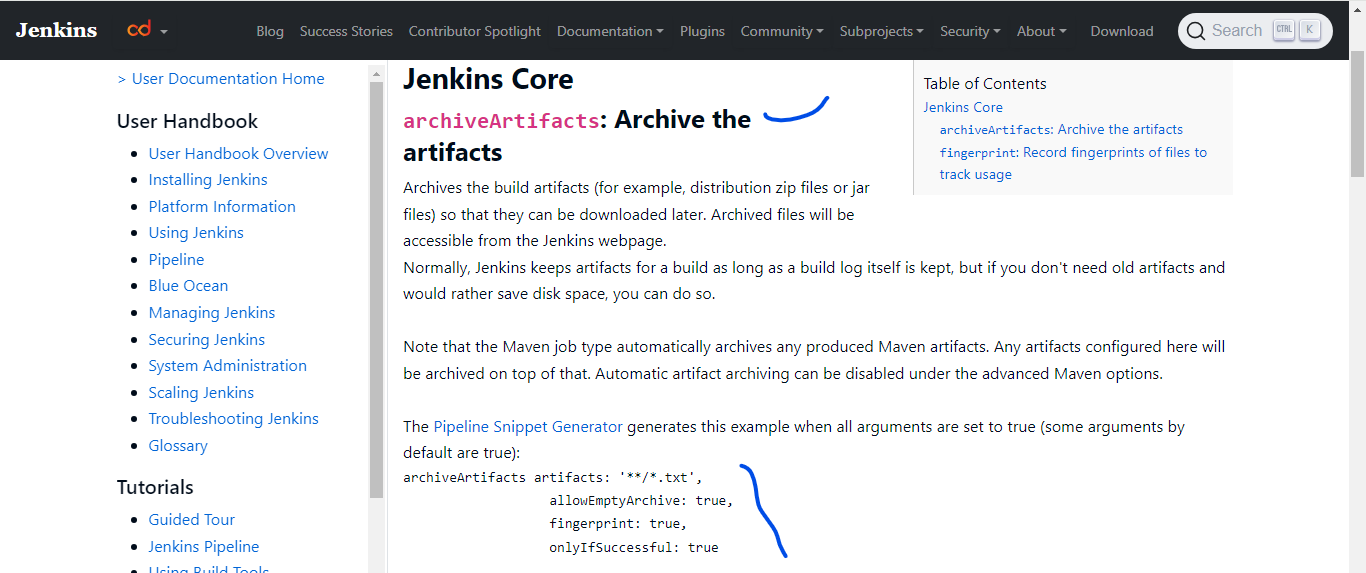 Jenkins
cd
Blog Success Stories Contributor Spotlight Documentation Plugins Community Subprojects Security About Download
Search CTRL K
> User Documentation Home
User Handbook
User Handbook Overview
Installing Jenkins
Platform Information
Using Jenkins
Pipeline
Blue Ocean
Managing Jenkins
Securing Jenkins
System Administration
Scaling Jenkins
Troubleshooting Jenkins
Glossary
Tutorials
Guided Tour
Jenkins Pipeline
Using Build Tools
Jenkins Core
archiveArtifacts: Archive the
artifacts
Archives the build artifacts (for example, distribution zip files or jar
files) so that they can be downloaded later. Archived files will be
accessible from the Jenkins webpage.
Normally, Jenkins keeps artifacts for a build as long as a build log itself is kept, but if you don't need old artifacts and
would rather save disk space, you can do so.
Note that the Maven job type automatically archives any produced Maven artifacts. Any artifacts configured here will
be archived on top of that. Automatic artifact archiving can be disabled under the advanced Maven options.
The Pipeline Snippet Generator generates this example when all arguments are set to true (some arguments by
default are true):
archiveArtifacts artifacts: '**/*.txt',
allowEmptyArchive: true,
fingerprint: true,
onlyIfSuccessful: true
Table of Contents
Jenkins Core
archiveArtifacts: Archive the artifacts
fingerprint: Record fingerprints of files to
track usage